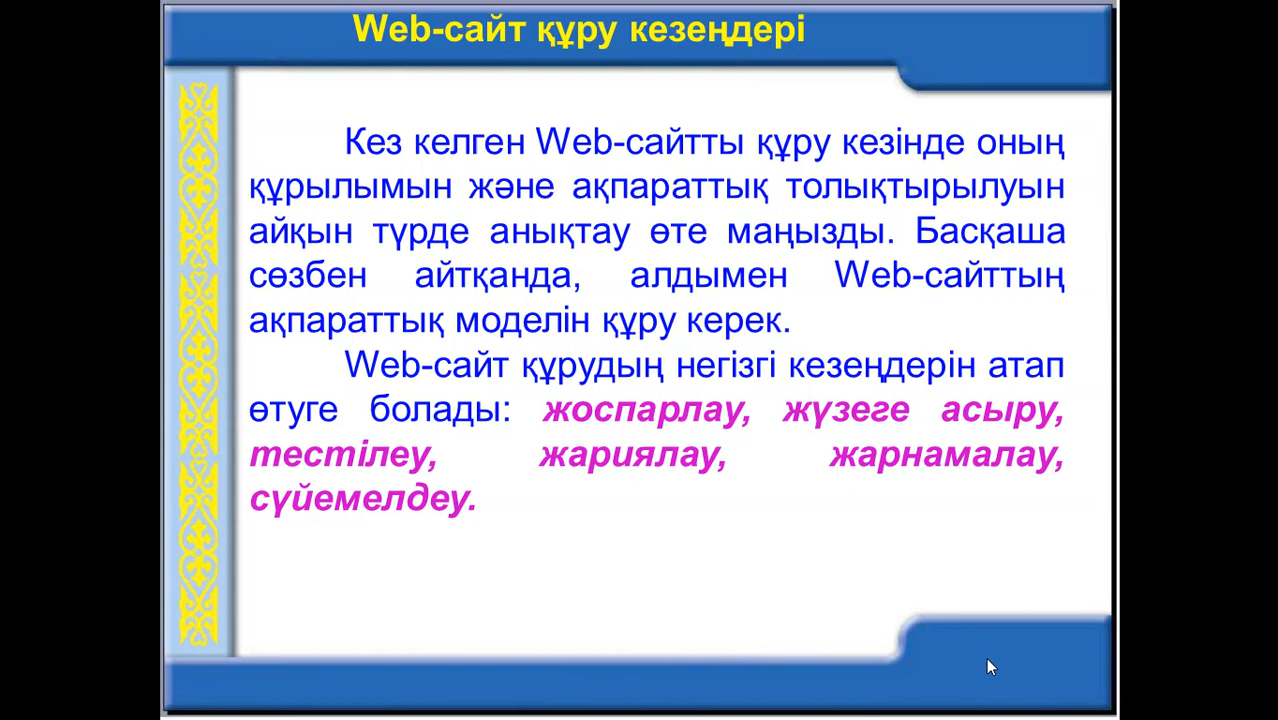 Web-сайт құру кезеңдері
Кез келген Web-сайтты құру кезінде оның
құрылымын және ақпараттық толықтырылуын
айқын түрде анықтау өте маңызды. Басқаша
сөзбен айтқанда, алдымен Web-сайттың
ақпараттық моделін құру керек.
Web-сайт құрудың негізгі кезеңдерін атап
өтуге болады: жоспарлау, жүзеге асыру,
тестілеу, жариялау, жарнамалау,
сүйемелдеу.